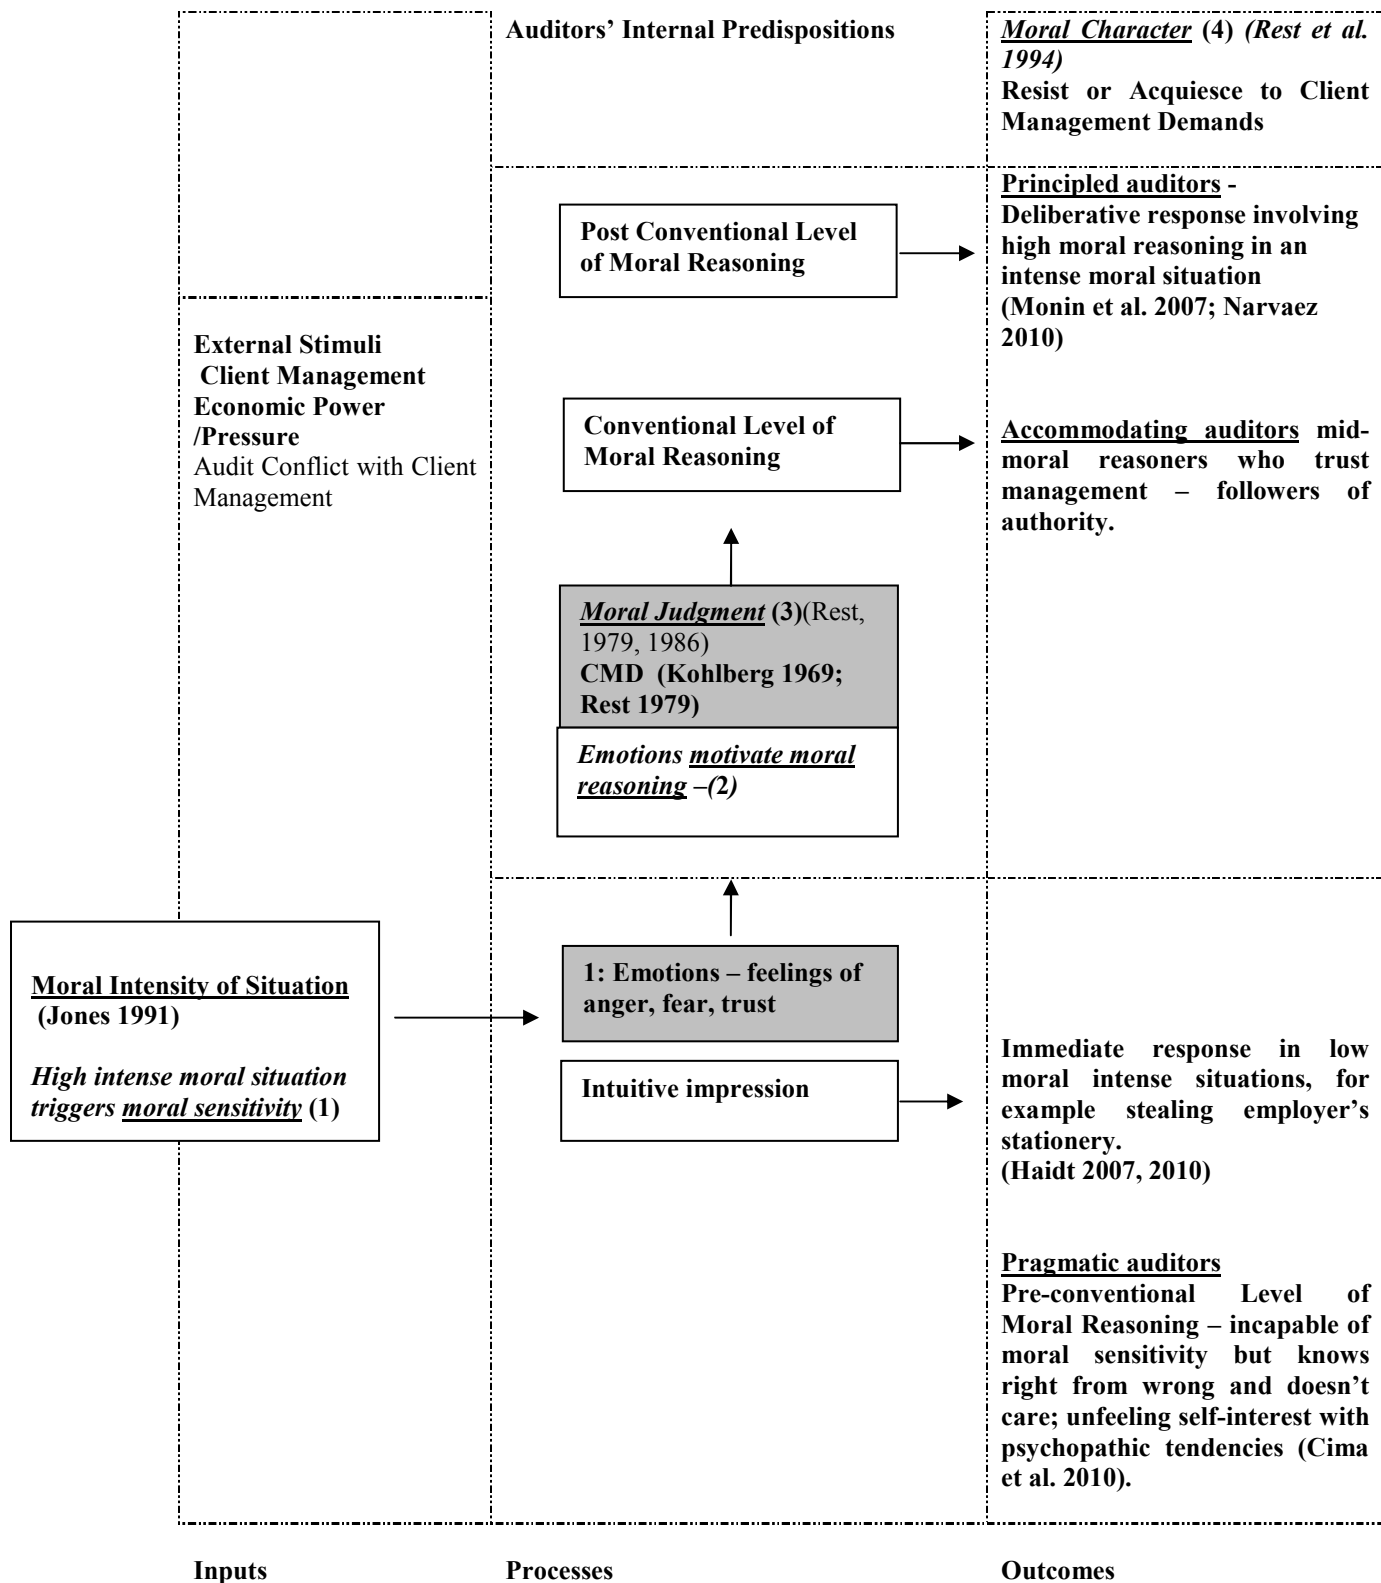 Auditors’ Internal Predispositions
Moral Character (4) (Rest et al.
1994)
Resist or Acquiesce to Client
Management Demands
Post Conventional Level
of Moral Reasoning
Principled auditors -
Deliberative response involving
high moral reasoning in an
intense moral situation
(Monin et al. 2007; Narvaez
2010)
External Stimuli
Client Management
Economic Power
/Pressure
Audit Conflict with Client
Management
Conventional Level of
Moral Reasoning
Accommodating auditors mid-
moral reasoners who trust
management – followers of
authority.
Moral Judgment (3)(Rest,
1979, 1986)
CMD (Kohlberg 1969;
Rest 1979)
Emotions motivate moral
reasoning –(2)
Moral Intensity of Situation
(Jones 1991)
High intense moral situation
triggers moral sensitivity (1)
1: Emotions – feelings of
anger, fear, trust
Intuitive impression
Immediate response in low
moral intense situations, for
example stealing employer’s
stationery.
(Haidt 2007, 2010)
Pragmatic auditors
Pre-conventional Level of
Moral Reasoning – incapable of
moral sensitivity but knows
right from wrong and doesn’t
care; unfeeling self-interest with
psychopathic tendencies (Cima
et al. 2010).
Inputs
Processes
Outcomes